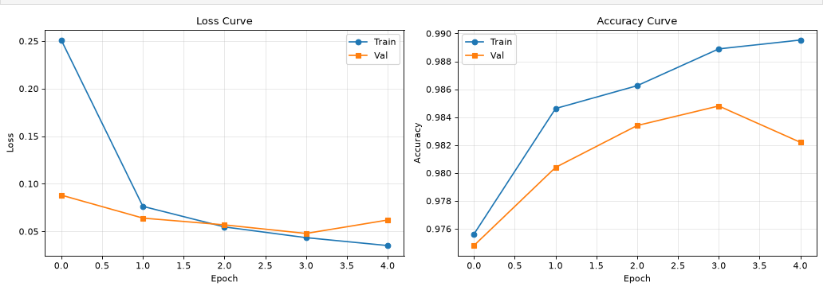 Loss Curve
Train
Val
0.25
0.20
0.15
0.10
0.05
Loss
0.0 0.5 1.0 1.5 2.0 2.5 3.0 3.5 4.0
Epoch
Accuracy Curve
Train
Val
0.990
0.988
0.986
0.984
0.982
0.980
0.978
0.976
Accuracy
0.0 0.5 1.0 1.5 2.0 2.5 3.0 3.5 4.0
Epoch